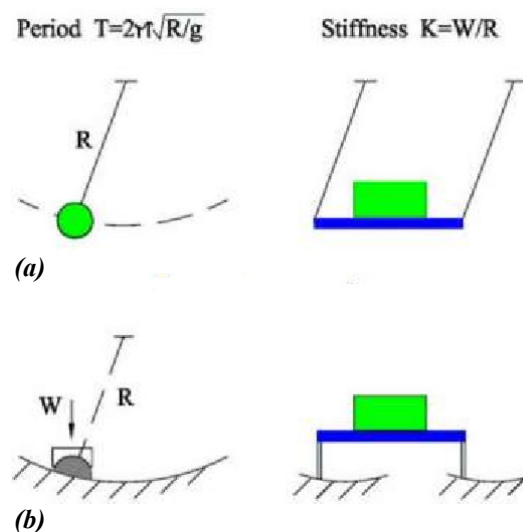 Period T=2π√R/g
Stiffness K=W/R
R
(a)
W
R
(b)